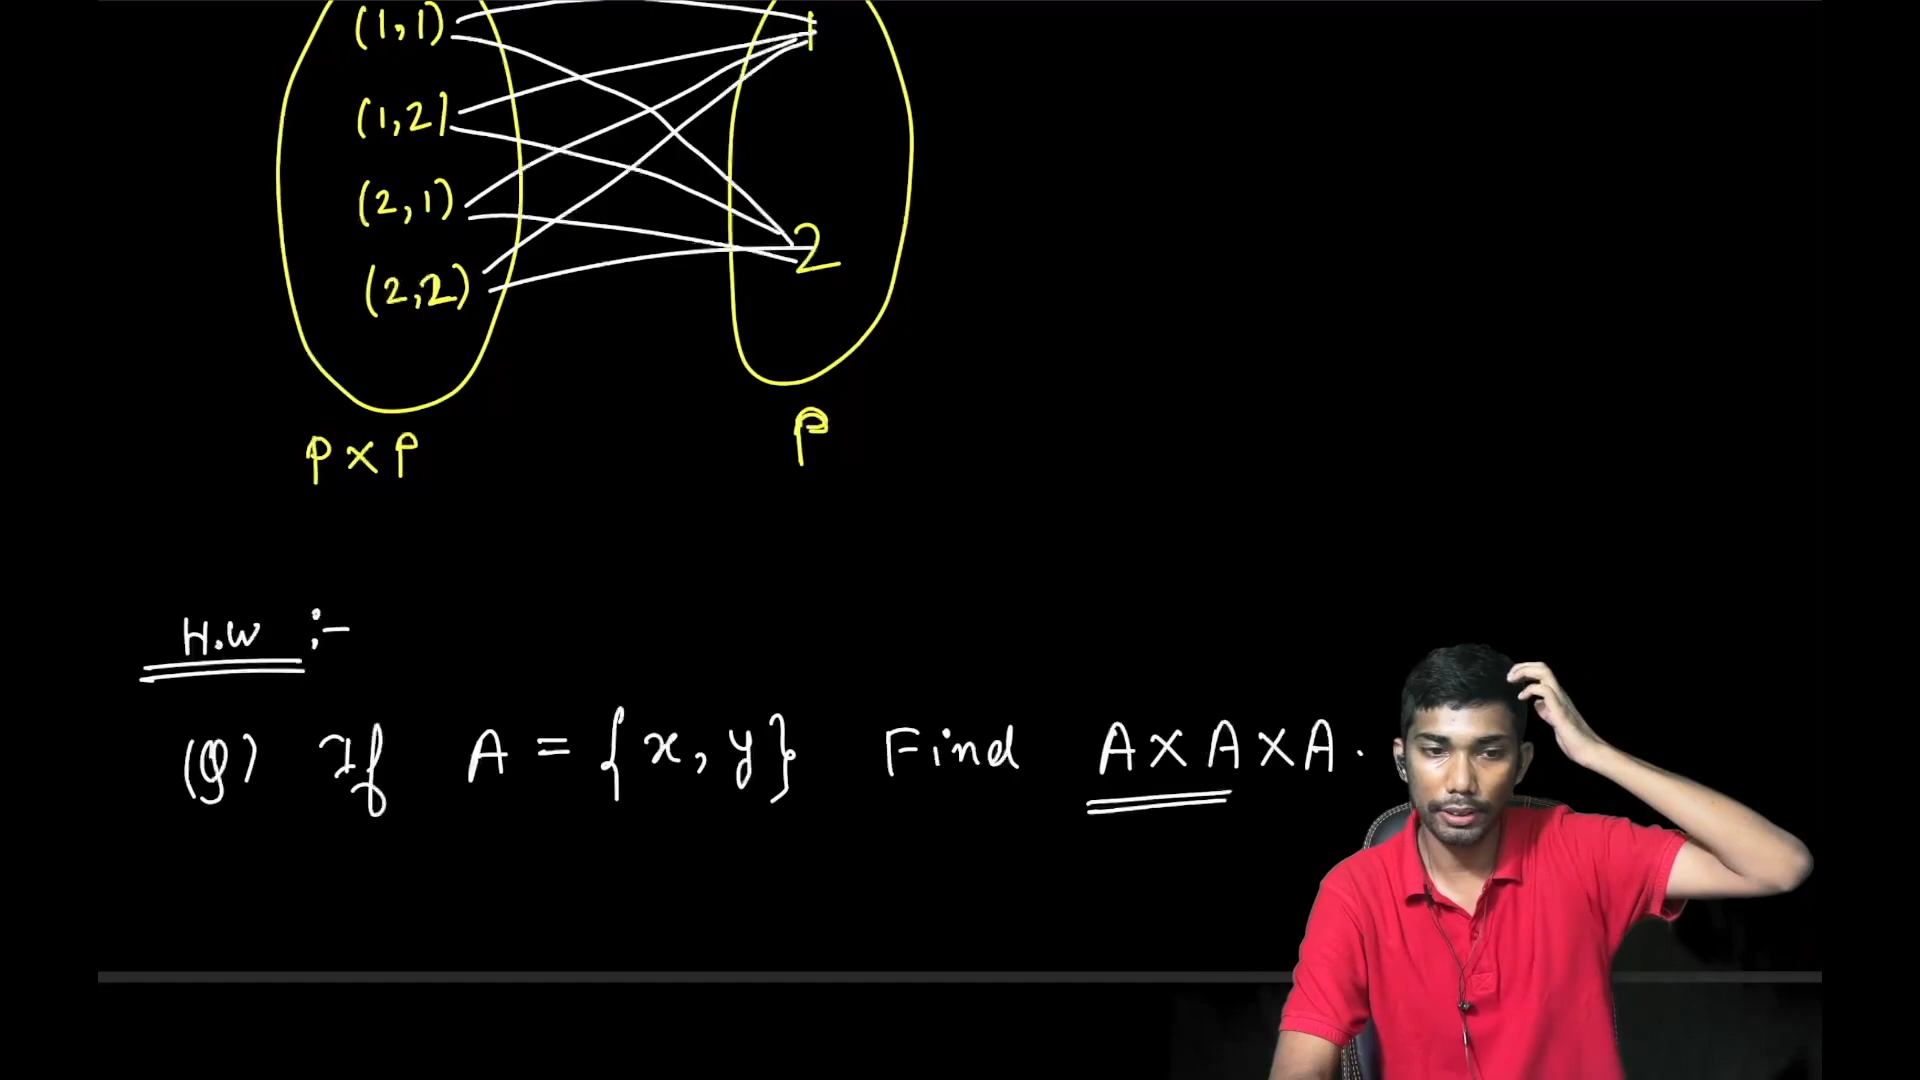 (1,1) 1
(1,2)
(2,1)
(2,2) 2
P × P P
H.W :-
(Q) If A = {x, y} Find A×A×A.